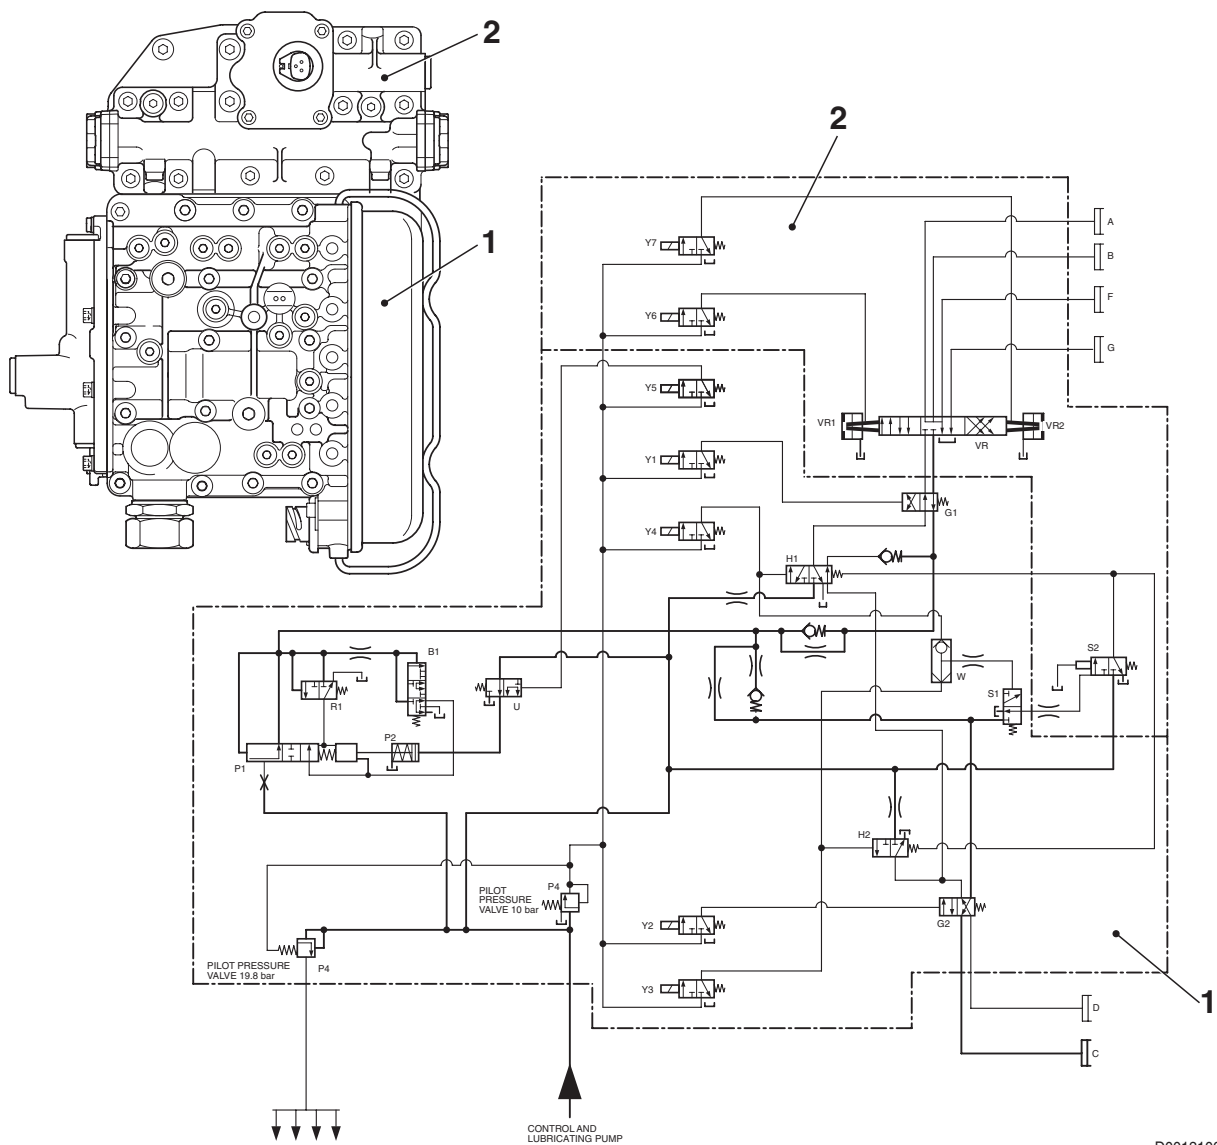 2
1
2
Y7
A
B
Y6
F
G
Y5
VR1
VR
VR2
Y1
G1
Y4
H1
B1
S2
W
R1
U
S1
P2
P1
H2
PILOT
PRESSURE
VALVE 10 bar
P4
G2
Y2
PILOT PRESSURE
VALVE 19.8 bar
P4
Y3
1
D
C
CONTROL AND
LUBRICATING PUMP